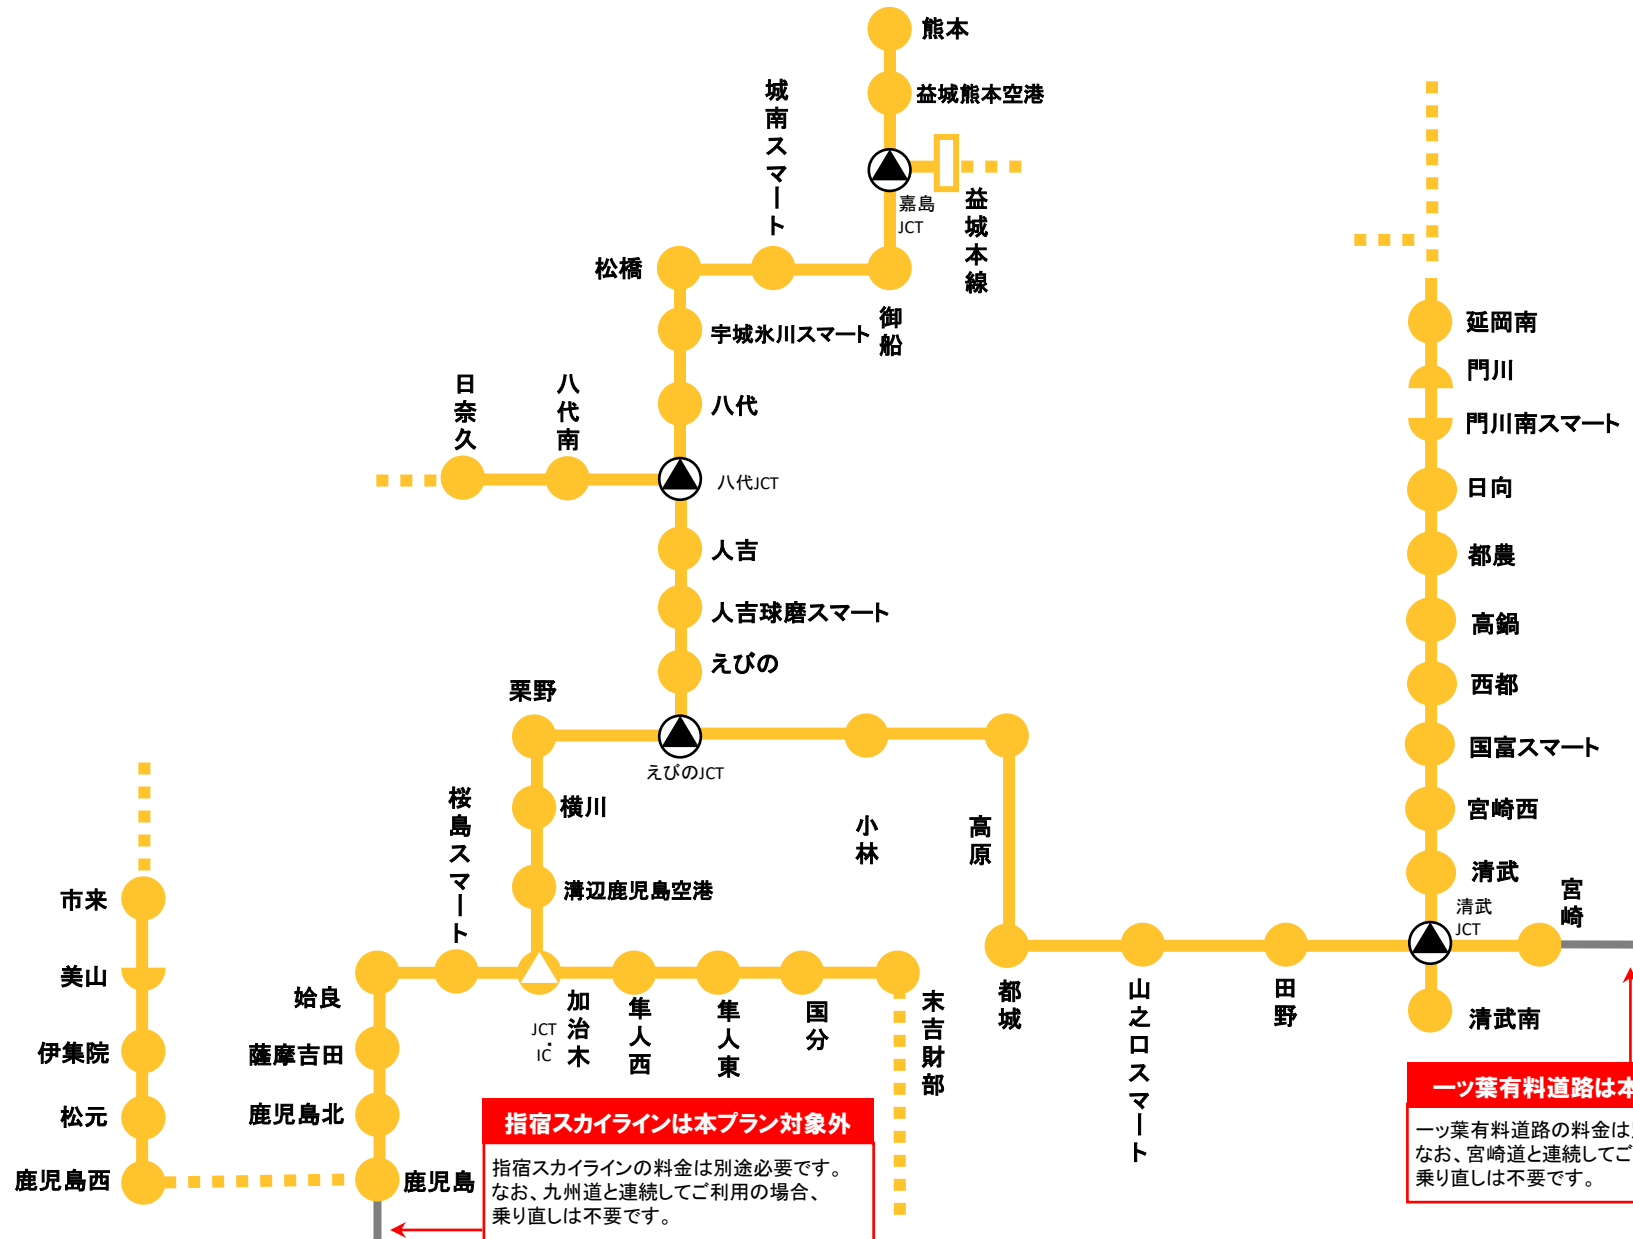 熊本
益城熊本空港
城南スマート
嘉島
JCT
益城本線
松橋
御船
宇城氷川スマート
日奈久
八代南
八代
八代JCT
人吉
人吉球磨スマート
えびの
栗野
えびのJCT
横川
溝辺鹿児島空港
桜島スマート
小林
高原
延岡南
門川
門川南スマート
日向
都農
高鍋
西都
国富スマート
宮崎西
清武
清武
JCT
宮崎
清武南
市来
美山
伊集院
松元
鹿児島西
姶良
薩摩吉田
鹿児島北
鹿児島
JCT
・
IC
加治木
隼人西
隼人東
国分
末吉財部
都城
山之口スマート
田野
指宿スカイラインは本プラン対象外
指宿スカイラインの料金は別途必要です。
なお、九州道と連続してご利用の場合、
乗り直しは不要です。
一ッ葉有料道路は本
一ッ葉有料道路の料金は
なお、宮崎道と連続してご
乗り直しは不要です。